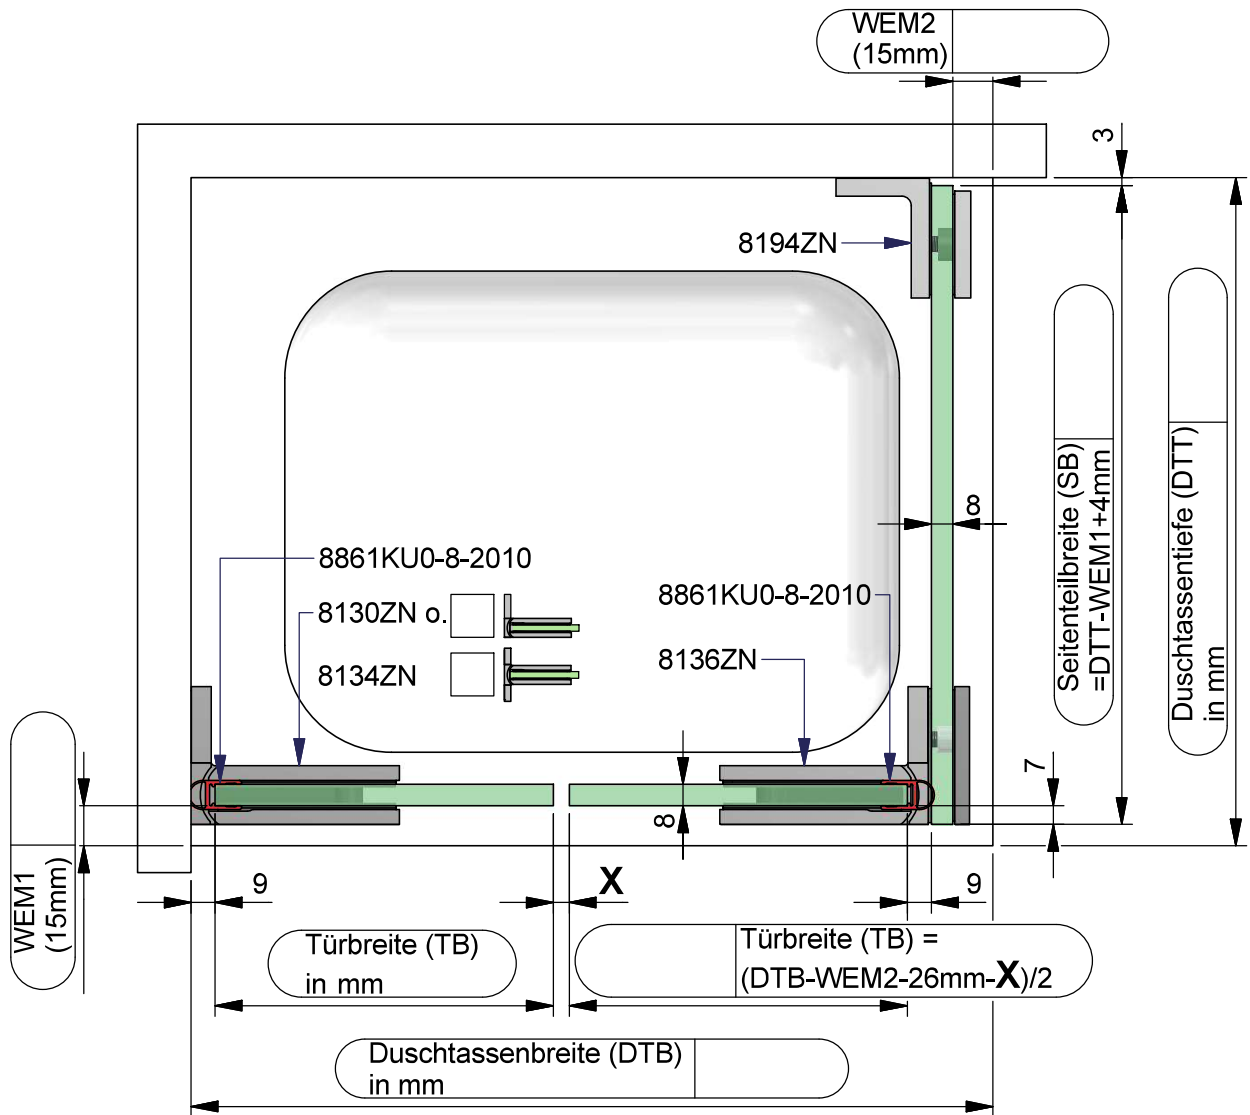 WEM2
(15mm)
3
8194ZN
Seitenteilbreite (SB)
=DTT-WEM1+4mm
Duschtassentiefe (DTT)
in mm
8
8861KU0-8-2010
8130ZN o.
8134ZN
8861KU0-8-2010
8136ZN
7
8
WEM1
(15mm)
9
X
9
Türbreite (TB)
in mm
Türbreite (TB) =
(DTB-WEM2-26mm-X)/2
Duschtassenbreite (DTB)
in mm